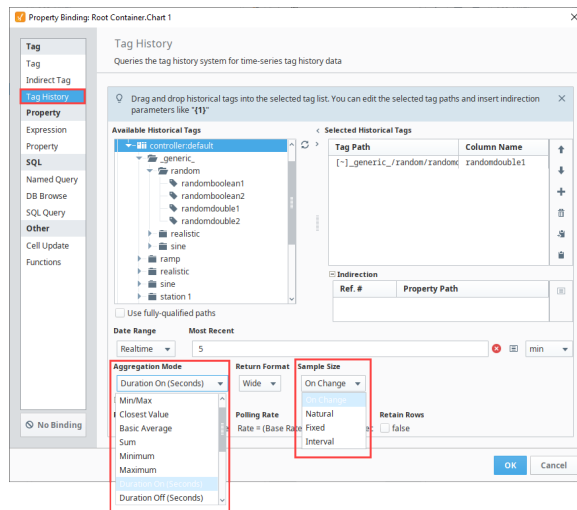 Property Binding: Root Container.Chart 1
Tag
Tag
Indirect Tag
Tag History
Property
Expression
Property
SQL
Named Query
DB Browse
SQL Query
Other
Cell Update
Functions
No Binding
Tag History
Queries the tag history system for time-series tag history data
Drag and drop historical tags into the selected tag list. You can edit the selected tag paths and insert indirection
parameters like "{1}"
Available Historical Tags
Selected Historical Tags
controller:default
_generic_
random
randomboolean1
randomboolean2
randomdouble1
randomdouble2
realistic
sine
ramp
realistic
sine
station 1
Tag Path Column Name
[~]_generic_/random/randomc randomdouble1
Indirection
Ref. # Property Path
Use fully-qualified paths
Date Range Most Recent
Realtime 5 min
Aggregation Mode Return Format Sample Size
Duration On (Seconds) Wide On Change
Min/Max
Closest Value
Basic Average
Sum
Minimum
Maximum
Duration On (Seconds)
Duration Off (Seconds)
On Change
Natural
Fixed
Interval
Polling Rate Retain Rows
Rate = (Base Rate false
OK Cancel